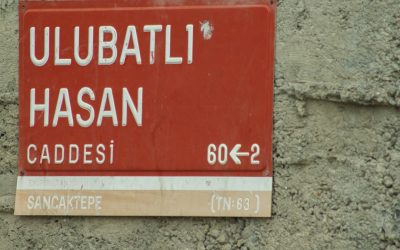 ULUBATLI
HASAN
CADDESİ 60←2
SANCAKTEPE (TN:63)